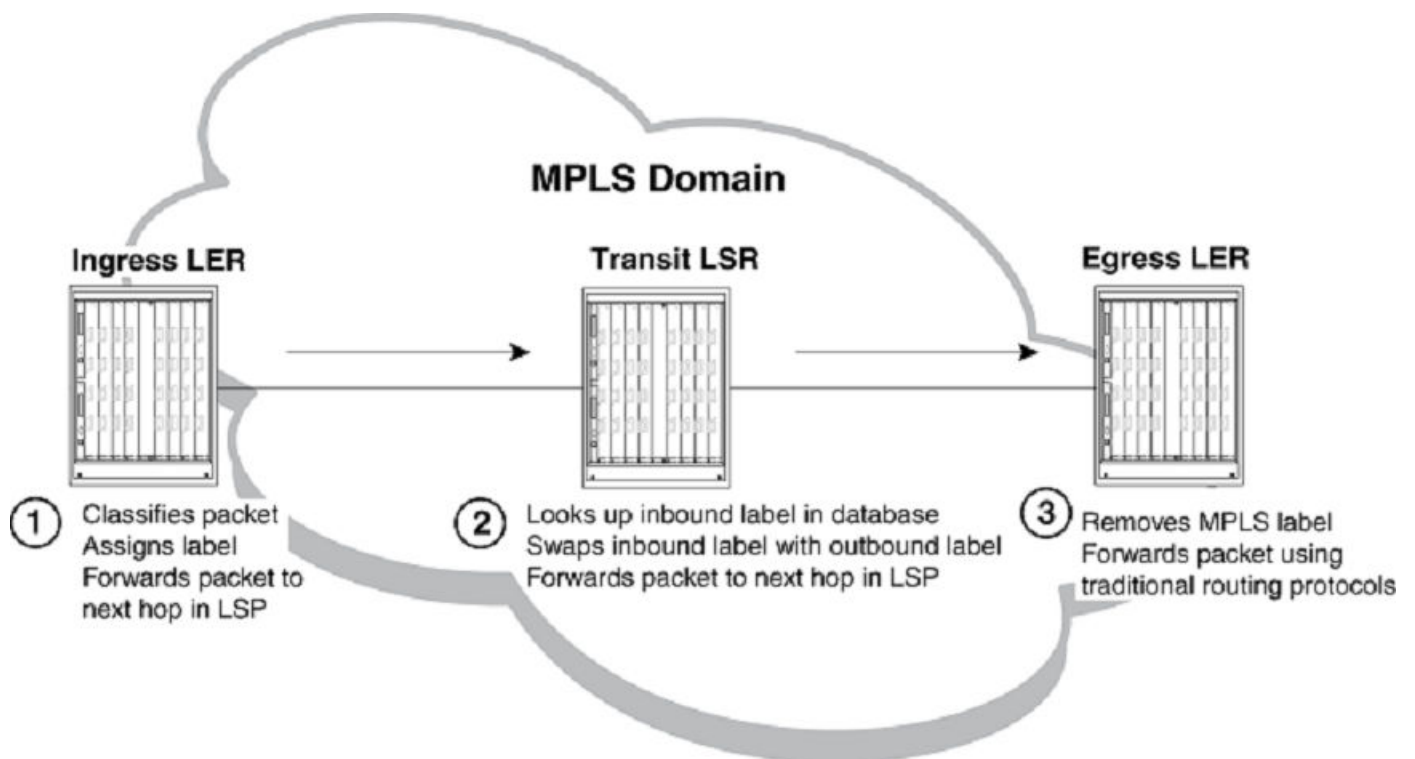 MPLS Domain
Ingress LER
Transit LSR
Egress LER
1
Classifies packet
Assigns label
Forwards packet to
next hop in LSP
2
Looks up inbound label in database
Swaps inbound label with outbound label
Forwards packet to next hop in LSP
3
Removes MPLS label
Forwards packet using
traditional routing protocols